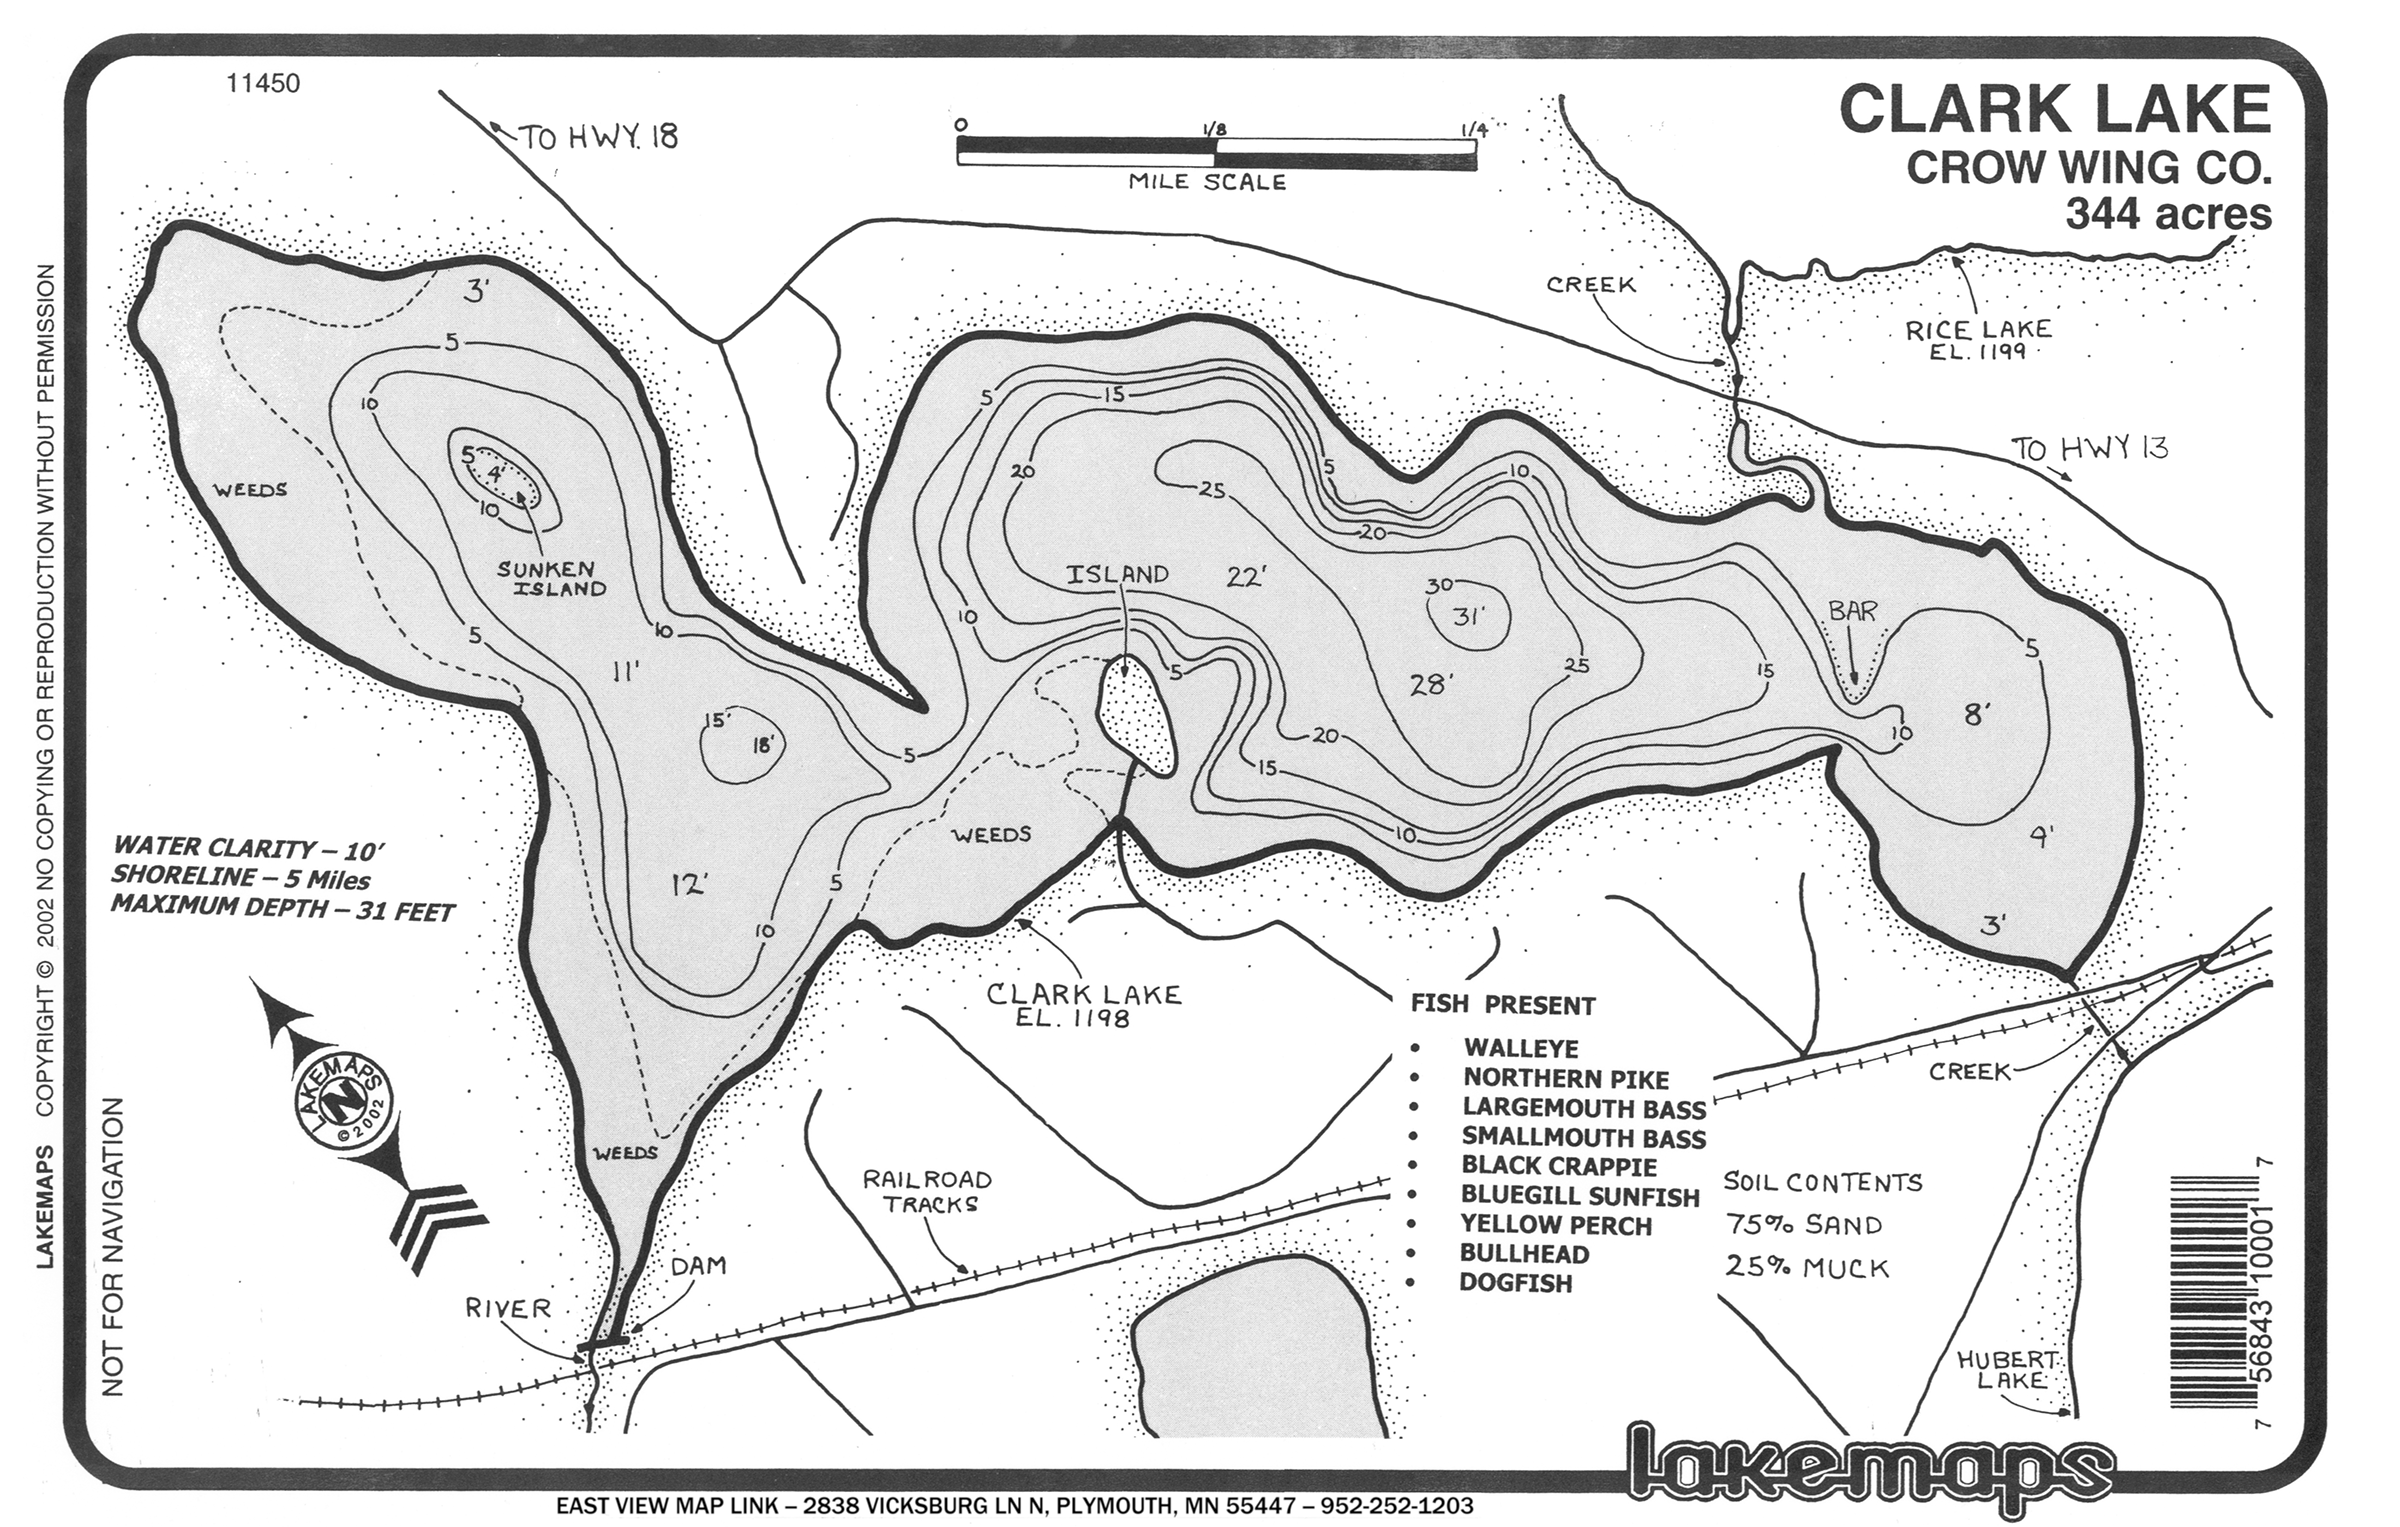 11450
CLARK LAKE
CROW WING CO.
344 acres
TO HWY. 18
0 1/8 1/4
MILE SCALE
CREEK
RICE LAKE
EL. 1199
TO HWY 13
3'
5
10
WEEDS
5
4'
10
SUNKEN
ISLAND
5
10
11'
15'
18'
5
12'
10
5
WEEDS
5
15
20
25
5
10
20
ISLAND
22'
10
30
31'
25
28'
5
20
15
10
15
BAR
5
10
8'
4'
3'
WEEDS
WATER CLARITY – 10'
SHORELINE – 5 Miles
MAXIMUM DEPTH – 31 FEET
LAKEMAPS
N
©2002
CLARK LAKE
EL. 1198
RAILROAD
TRACKS
DAM
RIVER
FISH PRESENT
• WALLEYE
• NORTHERN PIKE
• LARGEMOUTH BASS
• SMALLMOUTH BASS
• BLACK CRAPPIE
• BLUEGILL SUNFISH
• YELLOW PERCH
• BULLHEAD
• DOGFISH
CREEK
SOIL CONTENTS
75% SAND
25% MUCK
HUBERT
LAKE
7 56843 10001 7
lakemaps
LAKEMAPS COPYRIGHT © 2002 NO COPYING OR REPRODUCTION WITHOUT PERMISSION
NOT FOR NAVIGATION
EAST VIEW MAP LINK – 2838 VICKSBURG LN N, PLYMOUTH, MN 55447 – 952-252-1203